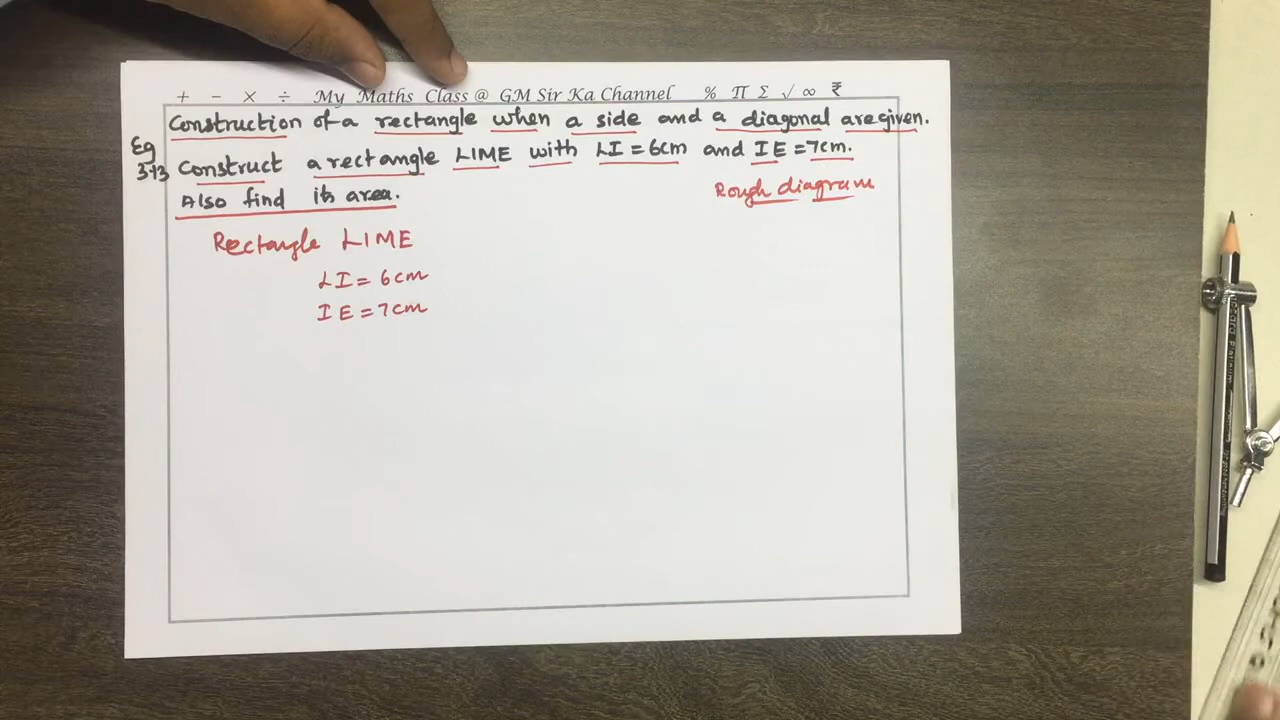 + − × ÷ My Maths Class @ GM Sir Ka Channel % Π Σ √ ∞ ₹
Construction of a rectangle when a side and a diagonal are given.
Eg 3.13 Construct a rectangle LIME with LI = 6cm and IE = 7cm.
Also find its area.
Rough diagram
Rectangle LIME
LI = 6cm
IE = 7cm